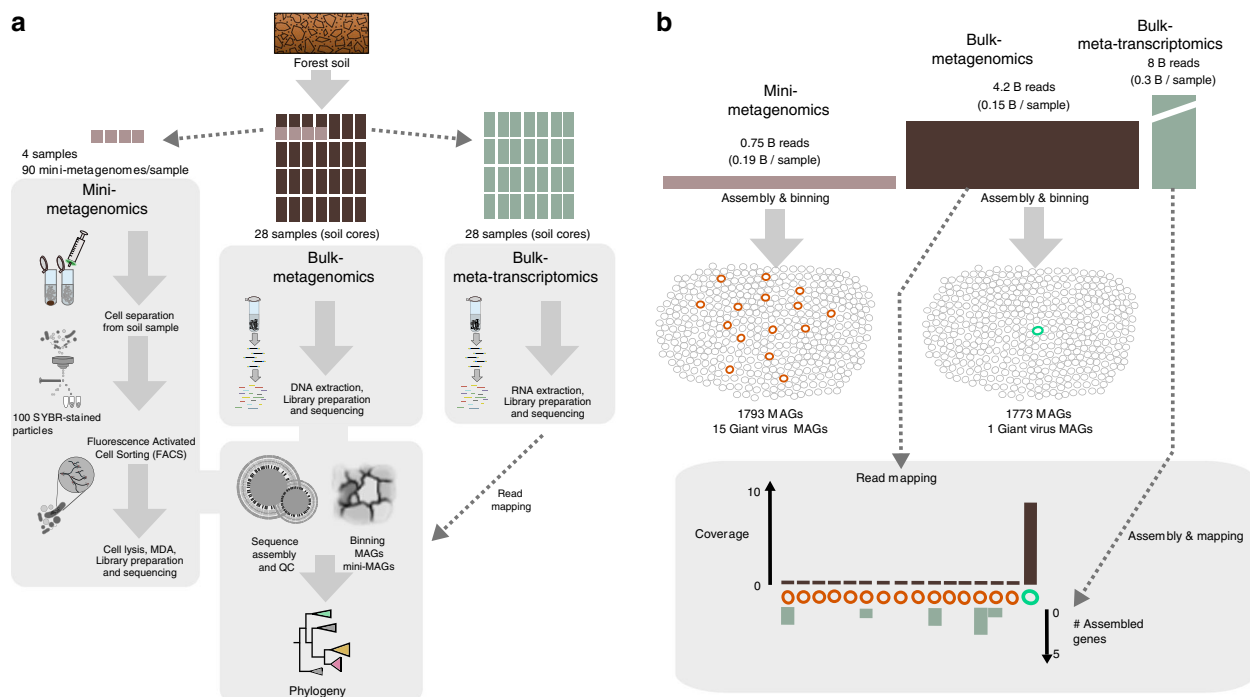 a
Forest soil
4 samples
90 mini-metagenomes/sample
28 samples (soil cores)
28 samples (soil cores)
Mini-
metagenomics
Cell separation
from soil sample
100 SYBR-stained
particles
Fluorescence Activated
Cell Sorting (FACS)
Cell lysis, MDA,
Library preparation
and sequencing
Bulk-
metagenomics
DNA extraction,
Library preparation
and sequencing
Bulk-
meta-transcriptomics
RNA extraction,
Library preparation
and sequencing
Read
mapping
Sequence
assembly
and QC
Binning
MAGs
mini-MAGs
Phylogeny
b
Mini-
metagenomics
0.75 B reads
(0.19 B / sample)
Bulk-
metagenomics
4.2 B reads
(0.15 B / sample)
Bulk-
meta-transcriptomics
8 B reads
(0.3 B / sample)
Assembly & binning
Assembly & binning
1793 MAGs
15 Giant virus MAGs
1773 MAGs
1 Giant virus MAGs
Read mapping
10
Coverage
0
Assembly & mapping
0
# Assembled
genes
5